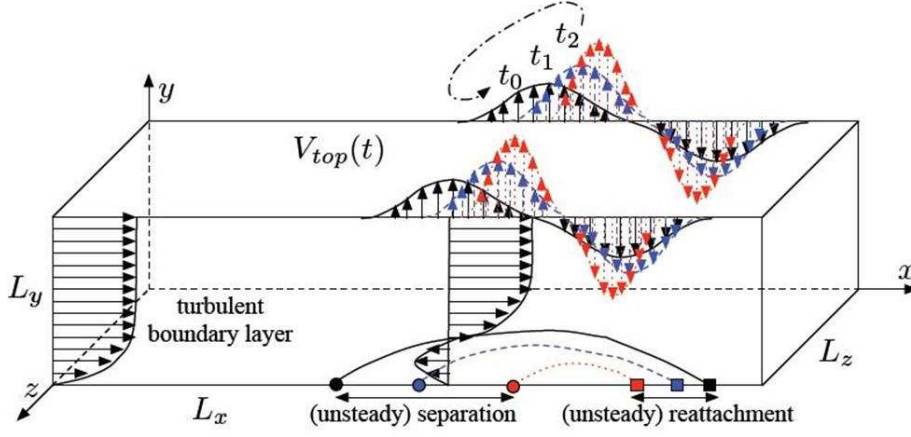 t₂
t₁
t₀
y
V_top(t)
x
L_y
turbulent
boundary layer
L_z
z
L_x
(unsteady) separation
(unsteady) reattachment